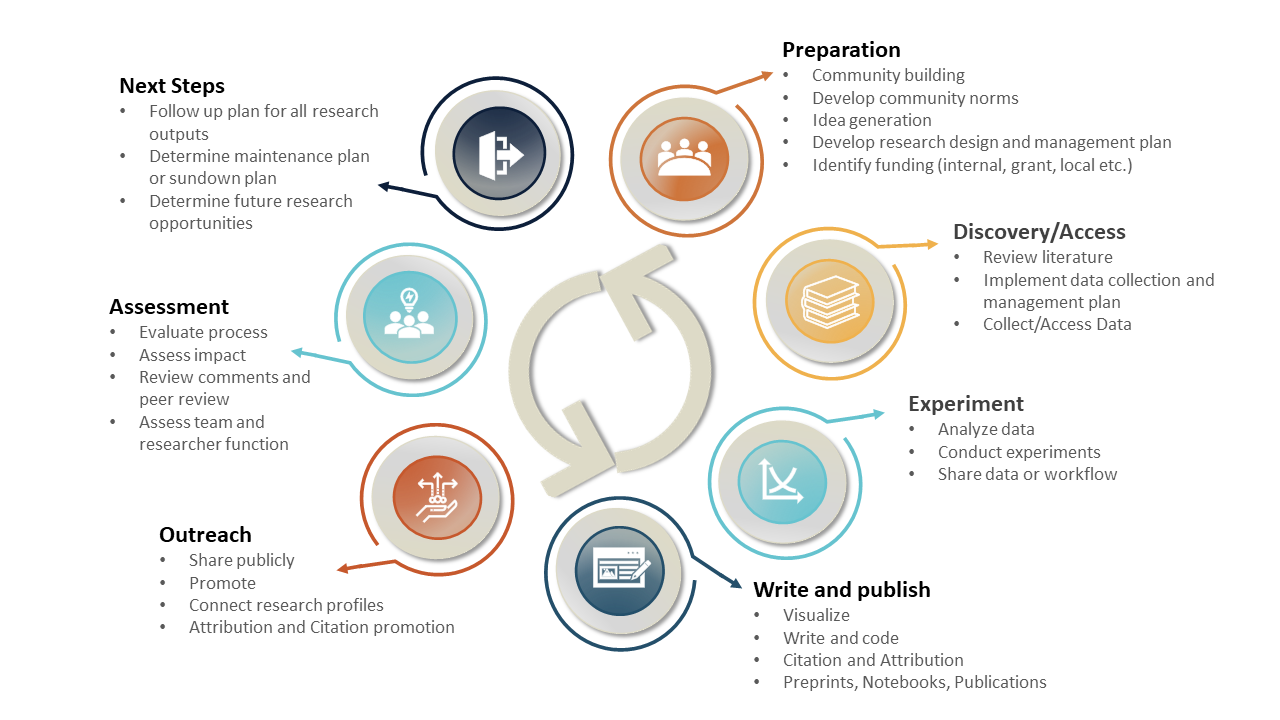 Preparation
• Community building
• Develop community norms
• Idea generation
• Develop research design and management plan
• Identify funding (internal, grant, local etc.)
Discovery/Access
• Review literature
• Implement data collection and
management plan
• Collect/Access Data
Experiment
• Analyze data
• Conduct experiments
• Share data or workflow
Write and publish
• Visualize
• Write and code
• Citation and Attribution
• Preprints, Notebooks, Publications
Outreach
• Share publicly
• Promote
• Connect research profiles
• Attribution and Citation promotion
Assessment
• Evaluate process
• Assess impact
• Review comments and
peer review
• Assess team and
researcher function
Next Steps
• Follow up plan for all research
outputs
• Determine maintenance plan
or sundown plan
• Determine future research
opportunities